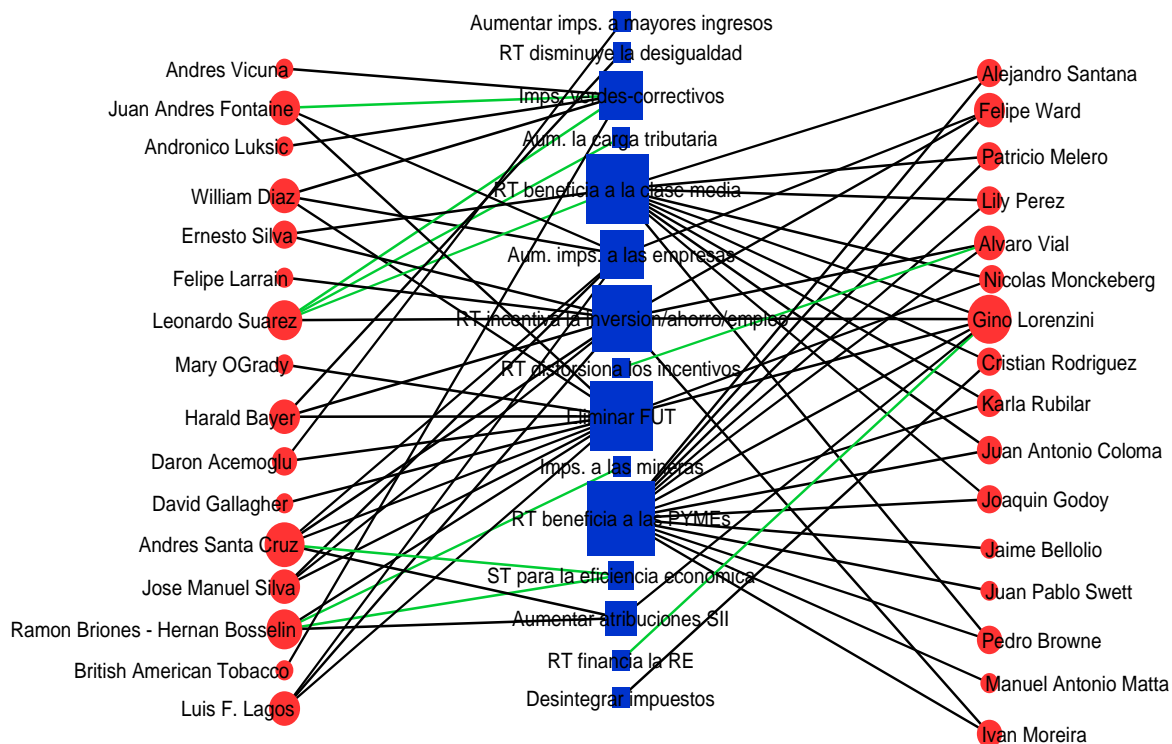 Aumentar imps. a mayores ingresos
RT disminuye la desigualdad
Imps. verdes-correctivos
Aum. la carga tributaria
RT beneficia a la clase media
Aum. imps. a las empresas
RT incentiva la inversion/ahorro/empleo
RT distorsiona los incentivos
Eliminar FUT
Imps. a las mineras
RT beneficia a las PYMEs
ST para la eficiencia economica
Aumentar atribuciones SII
RT financia la RE
Desintegrar impuestos
Andres Vicuna
Juan Andres Fontaine
Andronico Luksic
William Diaz
Ernesto Silva
Felipe Larrain
Leonardo Suarez
Mary OGrady
Harald Bayer
Daron Acemoglu
David Gallagher
Andres Santa Cruz
Jose Manuel Silva
Ramon Briones - Hernan Bosselin
British American Tobacco
Luis F. Lagos
Alejandro Santana
Felipe Ward
Patricio Melero
Lily Perez
Alvaro Vial
Nicolas Monckeberg
Gino Lorenzini
Cristian Rodriguez
Karla Rubilar
Juan Antonio Coloma
Joaquin Godoy
Jaime Bellolio
Juan Pablo Swett
Pedro Browne
Manuel Antonio Matta
Ivan Moreira